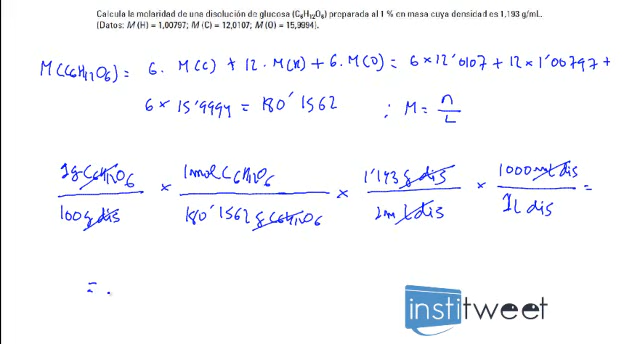 Calcula la molaridad de una disolución de glucosa (C₆H₁₂O₆) preparada al 1 % en masa cuya densidad es 1,193 g/mL.
(Datos: M (H) = 1,00797; M (C) = 12,0107; M (O) = 15,9994).
M(C₆H₁₂O₆) = 6. M(C) + 12. M(H) + 6. M(O) = 6 × 12'0107 + 12 × 1'00797 +
6 × 15'9994 = 180'1562 ; M = n/L
1g C₆H₁₂O₆ / 100g dis × 1mol C₆H₁₂O₆ / 180'1562 g C₆H₁₂O₆ × 1'193 g dis / 1mL dis × 1000mL dis / 1L dis =
= .
institweet